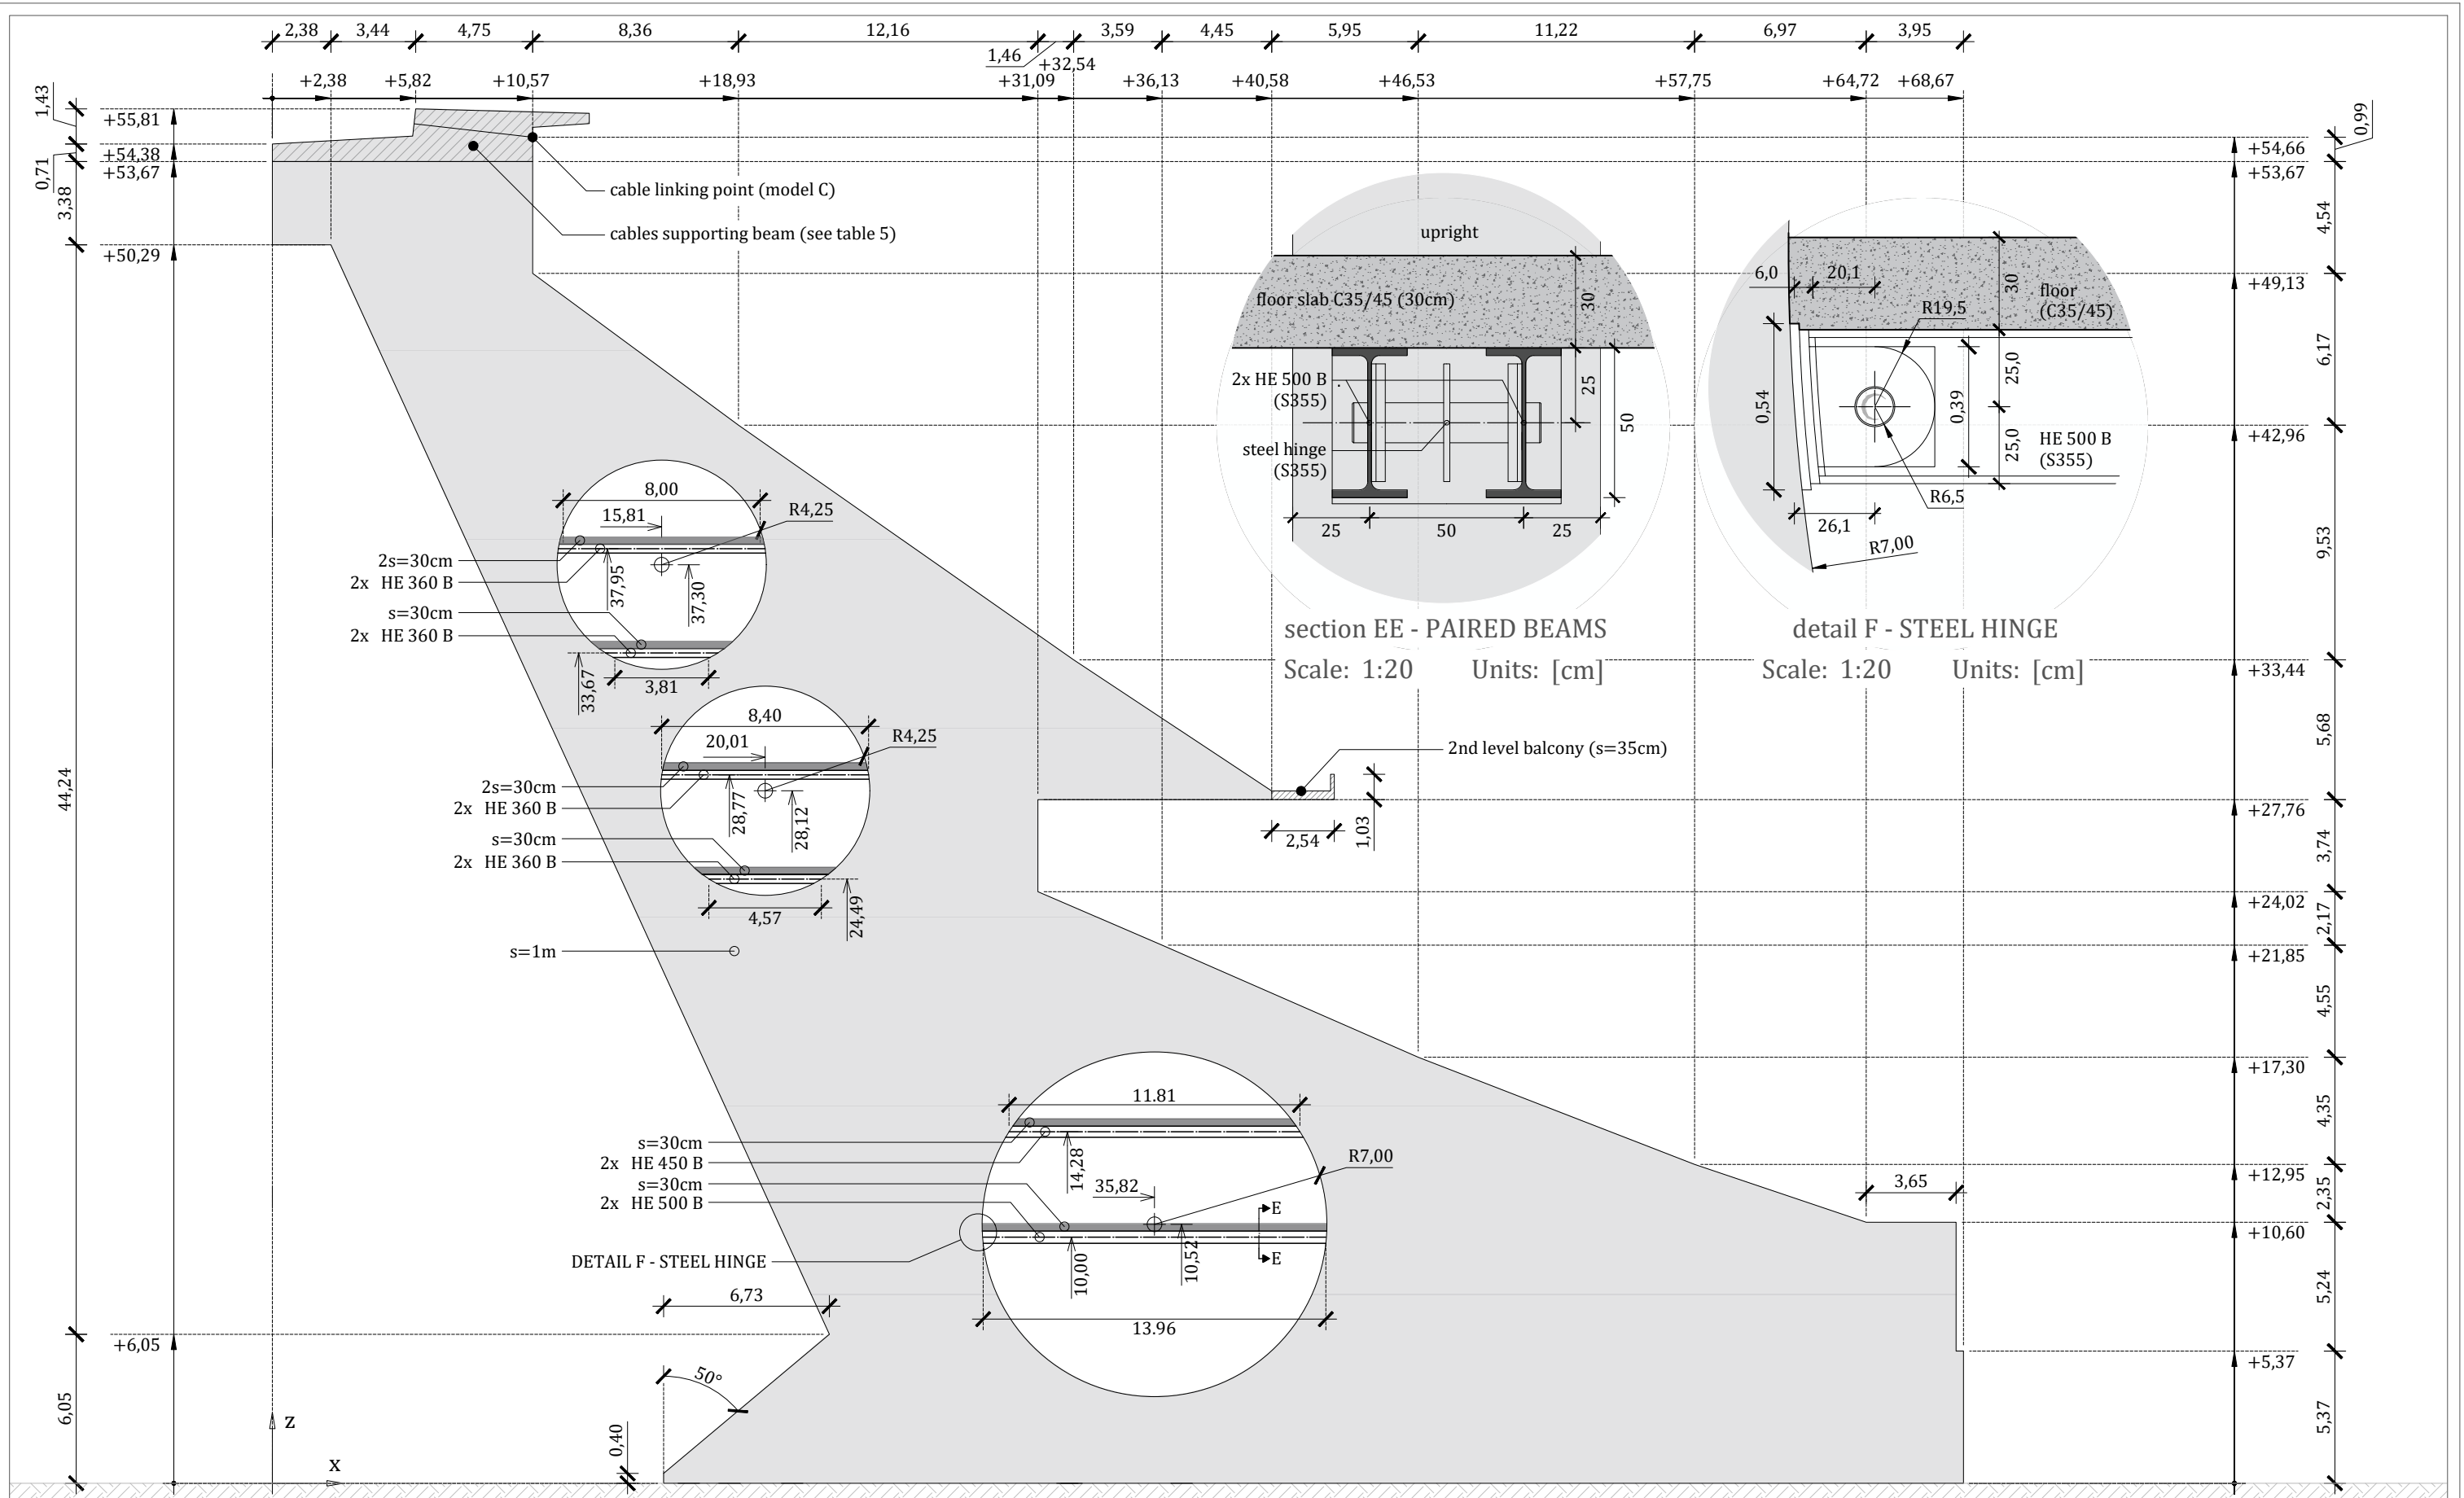 2,38 3,44 4,75 8,36 12,16 3,59 4,45 5,95 11,22 6,97 3,95
1,46 +32,54
+2,38 +5,82 +10,57 +18,93 +31,09 +36,13 +40,58 +46,53 +57,75 +64,72 +68,67
1,43
0,99
+55,81
+54,38
+53,67
0,71
3,38
+50,29
+54,66
+53,67
4,54
+49,13
6,17
+42,96
9,53
+33,44
5,68
+27,76
3,74
+24,02
2,17
+21,85
4,55
+17,30
4,35
+12,95
2,35
+10,60
5,24
+5,37
5,37
cable linking point (model C)
cables supporting beam (see table 5)
upright
floor slab C35/45 (30cm)
30
2x HE 500 B
(S355)
25
50
steel hinge
(S355)
25 50 25
section EE - PAIRED BEAMS
Scale: 1:20 Units: [cm]
6,0 20,1
30
floor
(C35/45)
R19,5
0,54
0,39
25,0
25,0
HE 500 B
(S355)
R6,5
26,1
R7,00
detail F - STEEL HINGE
Scale: 1:20 Units: [cm]
8,00
15,81
R4,25
2s=30cm
2x HE 360 B
37,95
37,30
s=30cm
2x HE 360 B
33,67
3,81
8,40
20,01
R4,25
2s=30cm
2x HE 360 B
28,77
28,12
s=30cm
2x HE 360 B
4,57
24,49
2nd level balcony (s=35cm)
2,54
1,03
44,24
s=1m
11.81
s=30cm
2x HE 450 B
14,28
s=30cm
2x HE 500 B
35,82
R7,00
E
E
10,00
10,52
DETAIL F - STEEL HINGE
13.96
3,65
6,73
+6,05
50°
6,05
0,40
z
x